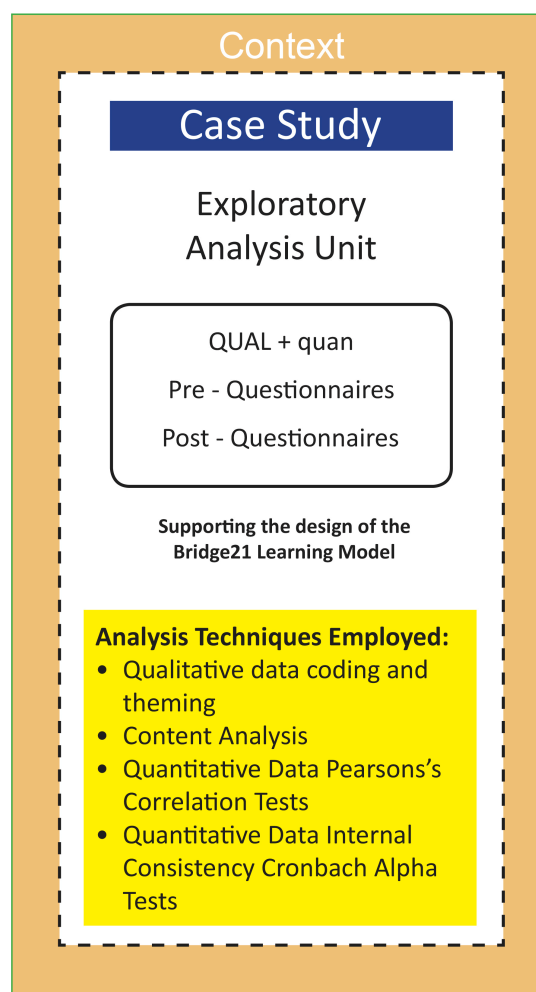 Context
Case Study
Exploratory
Analysis Unit
QUAL + quan
Pre - Questionnaires
Post - Questionnaires
Supporting the design of the
Bridge21 Learning Model
Analysis Techniques Employed:
• Qualitative data coding and
theming
• Content Analysis
• Quantitative Data Pearsons's
Correlation Tests
• Quantitative Data Internal
Consistency Cronbach Alpha
Tests